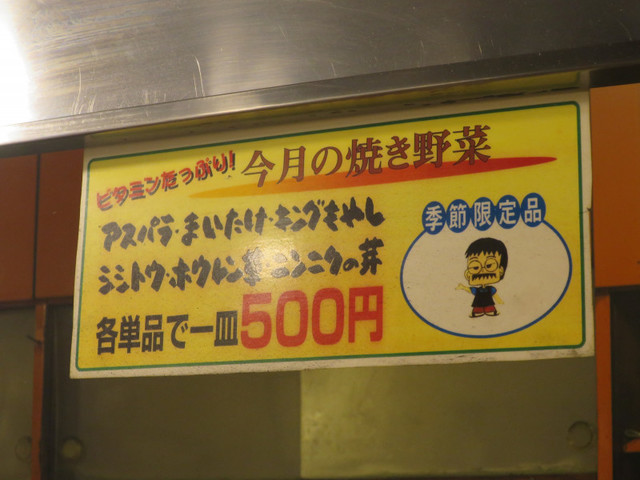 ビタミンたっぷり!
今月の焼き野菜
アスパラ・まいたけ・キングもやし
シシトウ・ホウレン草・ニンニクの芽
各単品で一皿500円
季節限定品